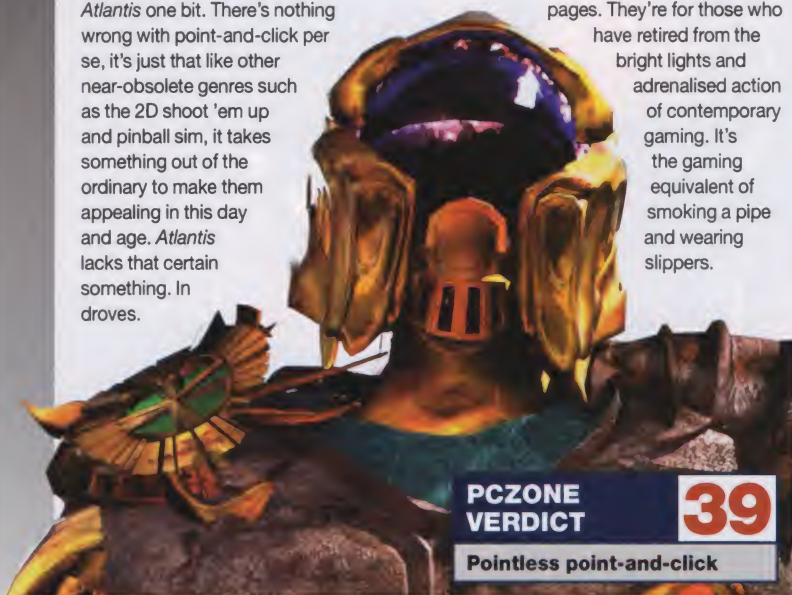 Atlantis one bit. There's nothing
wrong with point-and-click per
se, it's just that like other
near-obsolete genres such
as the 2D shoot 'em up
and pinball sim, it takes
something out of the
ordinary to make them
appealing in this day
and age. Atlantis
lacks that certain
something. In
droves.
pages. They're for those who
have retired from the
bright lights and
adrenalised action
of contemporary
gaming. It's
the gaming
equivalent of
smoking a pipe
and wearing
slippers.
PCZONE
VERDICT
39
Pointless point-and-click